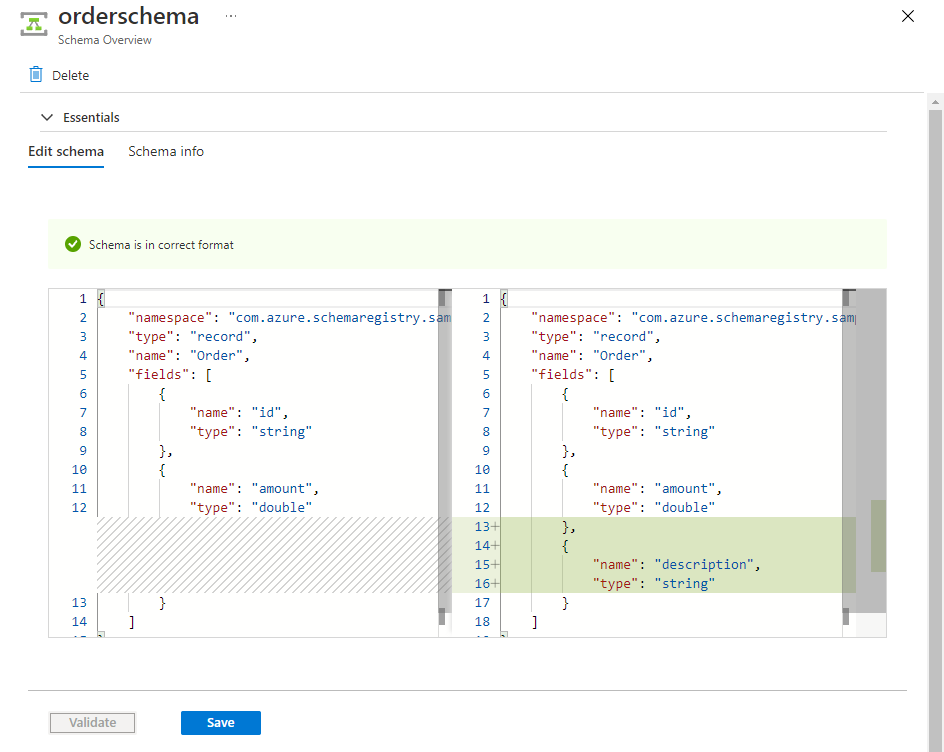 orderschema ...
Schema Overview
Delete
Essentials
Edit schema Schema info
Schema is in correct format
1 {
2 "namespace": "com.azure.schemaregistry.sam
3 "type": "record",
4 "name": "Order",
5 "fields": [
6 {
7 "name": "id",
8 "type": "string"
9 },
10 {
11 "name": "amount",
12 "type": "double"
13 }
14 ]
1 {
2 "namespace": "com.azure.schemaregistry.sam
3 "type": "record",
4 "name": "Order",
5 "fields": [
6 {
7 "name": "id",
8 "type": "string"
9 },
10 {
11 "name": "amount",
12 "type": "double"
13+ },
14+ {
15+ "name": "description",
16+ "type": "string"
17 }
18 ]
Validate Save